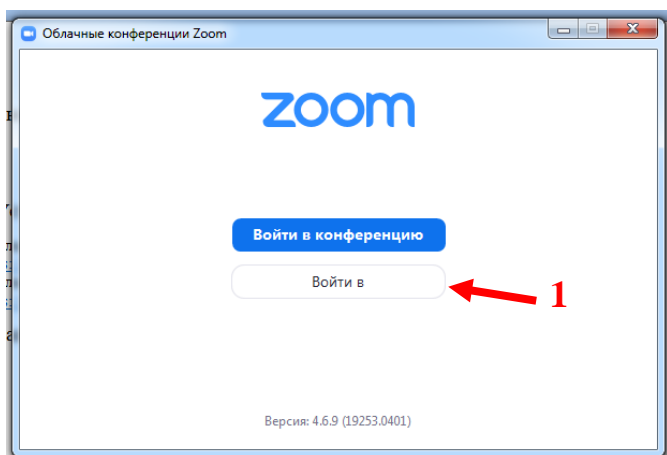 Облачные конференции Zoom
zoom
Войти в конференцию
Войти в
1
Версия: 4.6.9 (19253.0401)